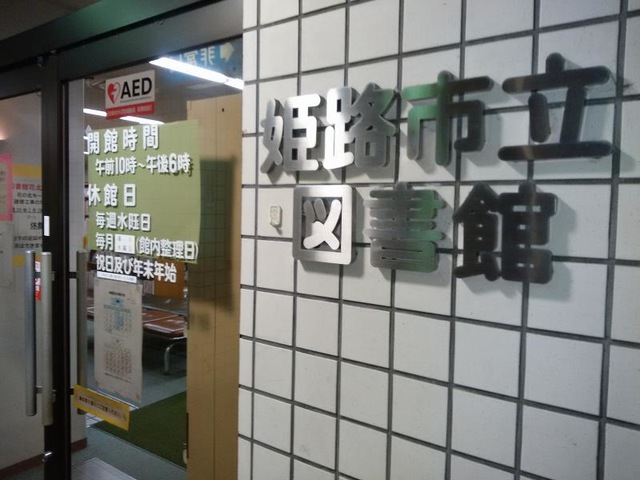 AED
開館時間
午前10時~午後6時
休館日
毎週水旺日
毎月 (館内整理日)
祝日及び年末年始
姫路市立
図書館